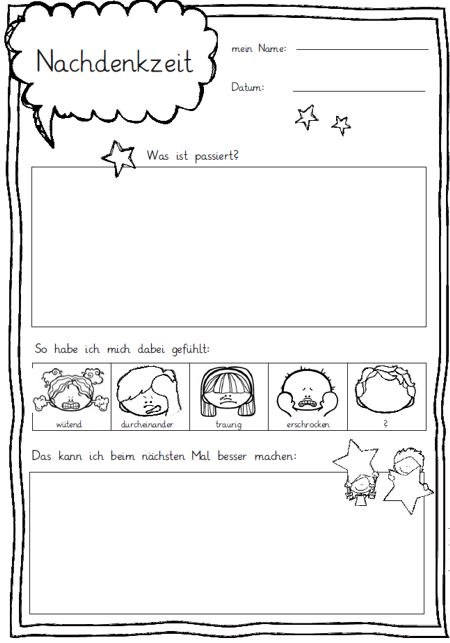 Nachdenkzeit
mein Name:
Datum:
Was ist passiert?
So habe ich mich dabei gefühlt:
wütend durcheinander traurig erschrocken ?
Das kann ich beim nächsten Mal besser machen: